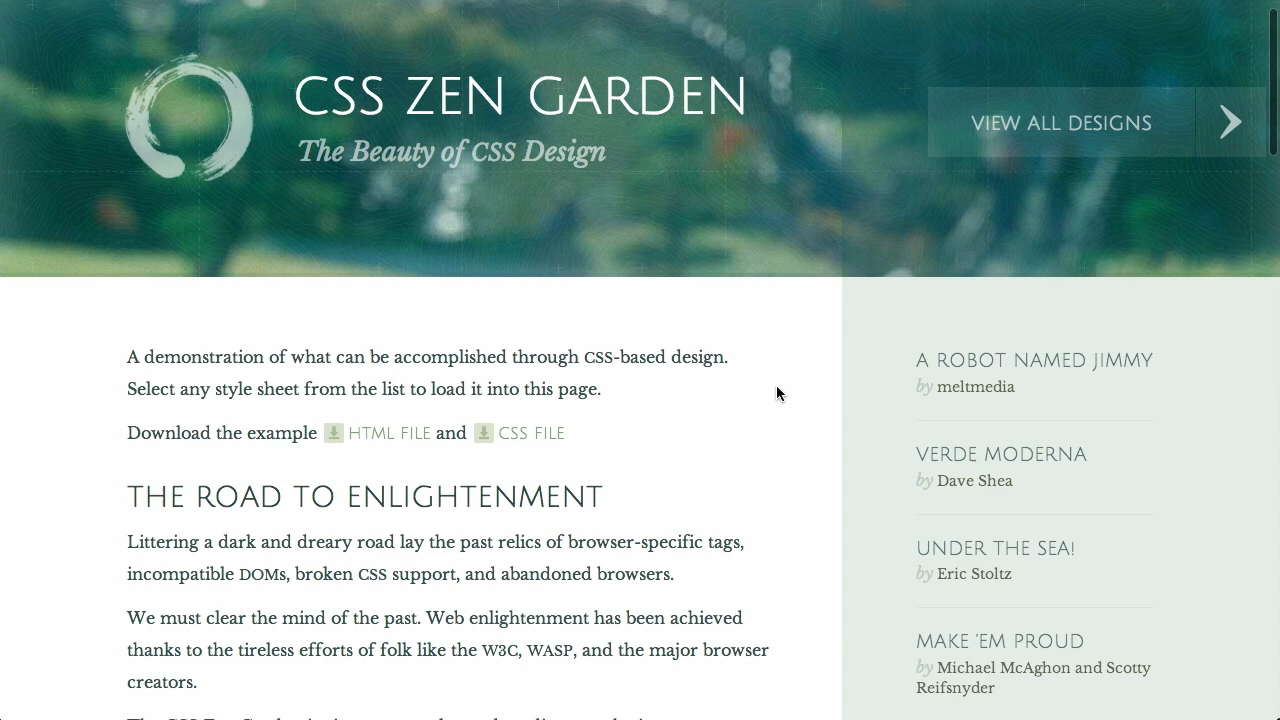 CSS ZEN GARDEN
The Beauty of CSS Design
VIEW ALL DESIGNS
A demonstration of what can be accomplished through CSS-based design.
Select any style sheet from the list to load it into this page.
Download the example HTML FILE and CSS FILE
THE ROAD TO ENLIGHTENMENT
Littering a dark and dreary road lay the past relics of browser-specific tags,
incompatible DOMs, broken CSS support, and abandoned browsers.
We must clear the mind of the past. Web enlightenment has been achieved
thanks to the tireless efforts of folk like the W3C, WASP, and the major browser
creators.
A ROBOT NAMED JIMMY
by meltmedia
VERDE MODERNA
by Dave Shea
UNDER THE SEA!
by Eric Stoltz
MAKE 'EM PROUD
by Michael McAghon and Scotty
Reifsnyder